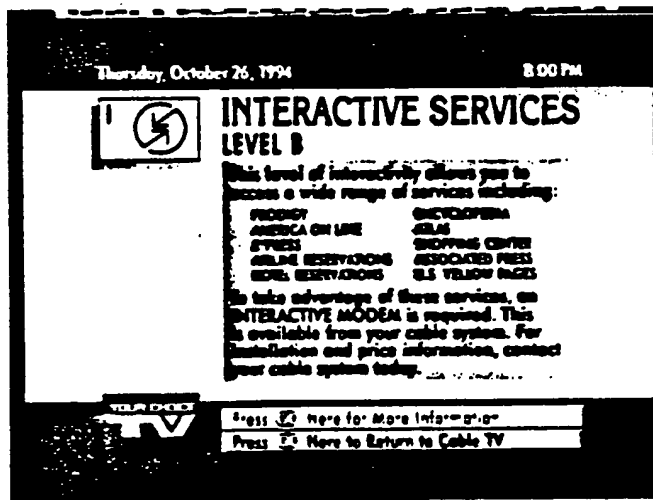 Thursday, October 26, 1994 8:00 PM
INTERACTIVE SERVICES
LEVEL B
This level of interactivity allows you to
access a wide range of services including:
PRODIGY ENCYCLOPEDIA
AMERICA ON LINE ATLAS
X*PRESS SHOPPING CENTER
AIRLINE RESERVATIONS ASSOCIATED PRESS
HOTEL RESERVATIONS U.S. YELLOW PAGES
To take advantage of these services, an
INTERACTIVE MODEM is required. This
is available from your cable system. For
installation and price information, contact
your cable system today.
YOUR CHOICE
TV
Press Here for More Information
Press Here to Return to Cable TV